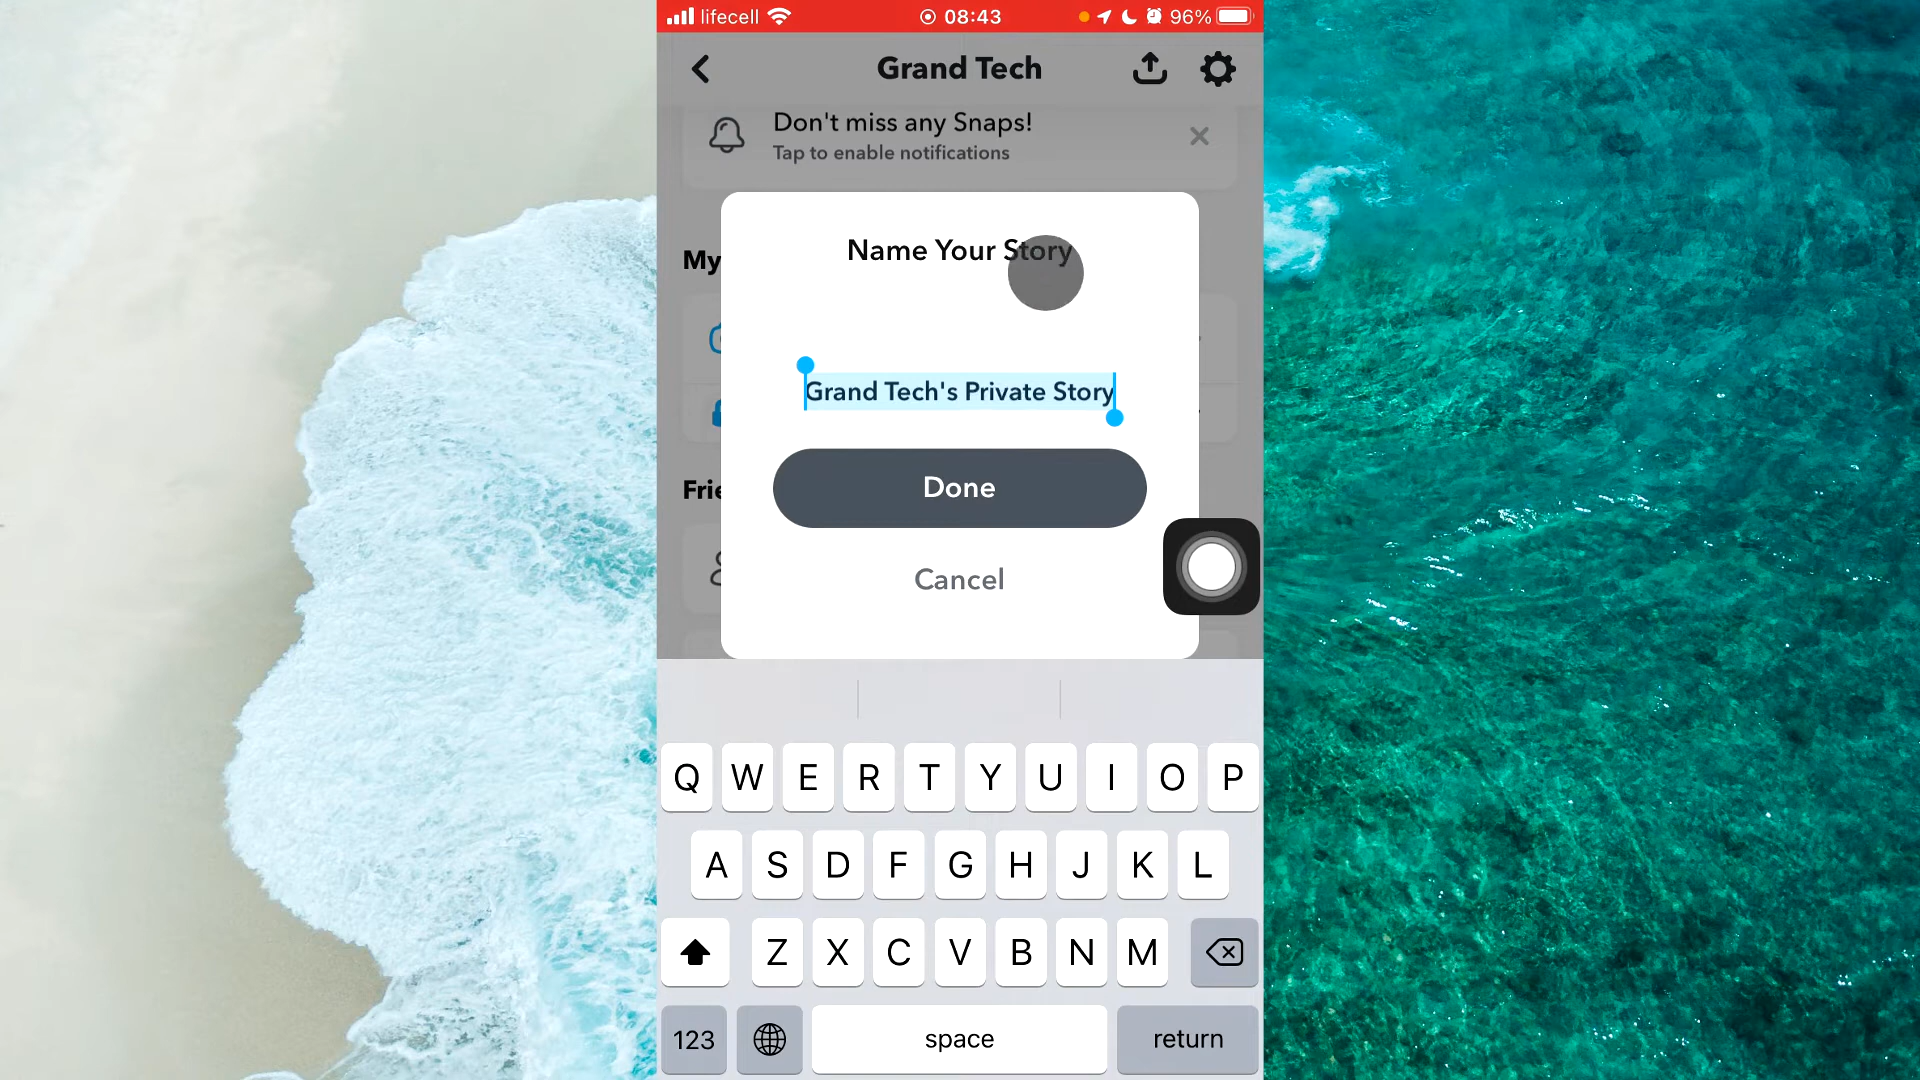 lifecell 08:43 96%
Grand Tech
Don't miss any Snaps!
Tap to enable notifications
Name Your Story
My
Grand Tech's Private Story
Done
Frie
Cancel
Q W E R T Y U I O P
A S D F G H J K L
Z X C V B N M
123 space return